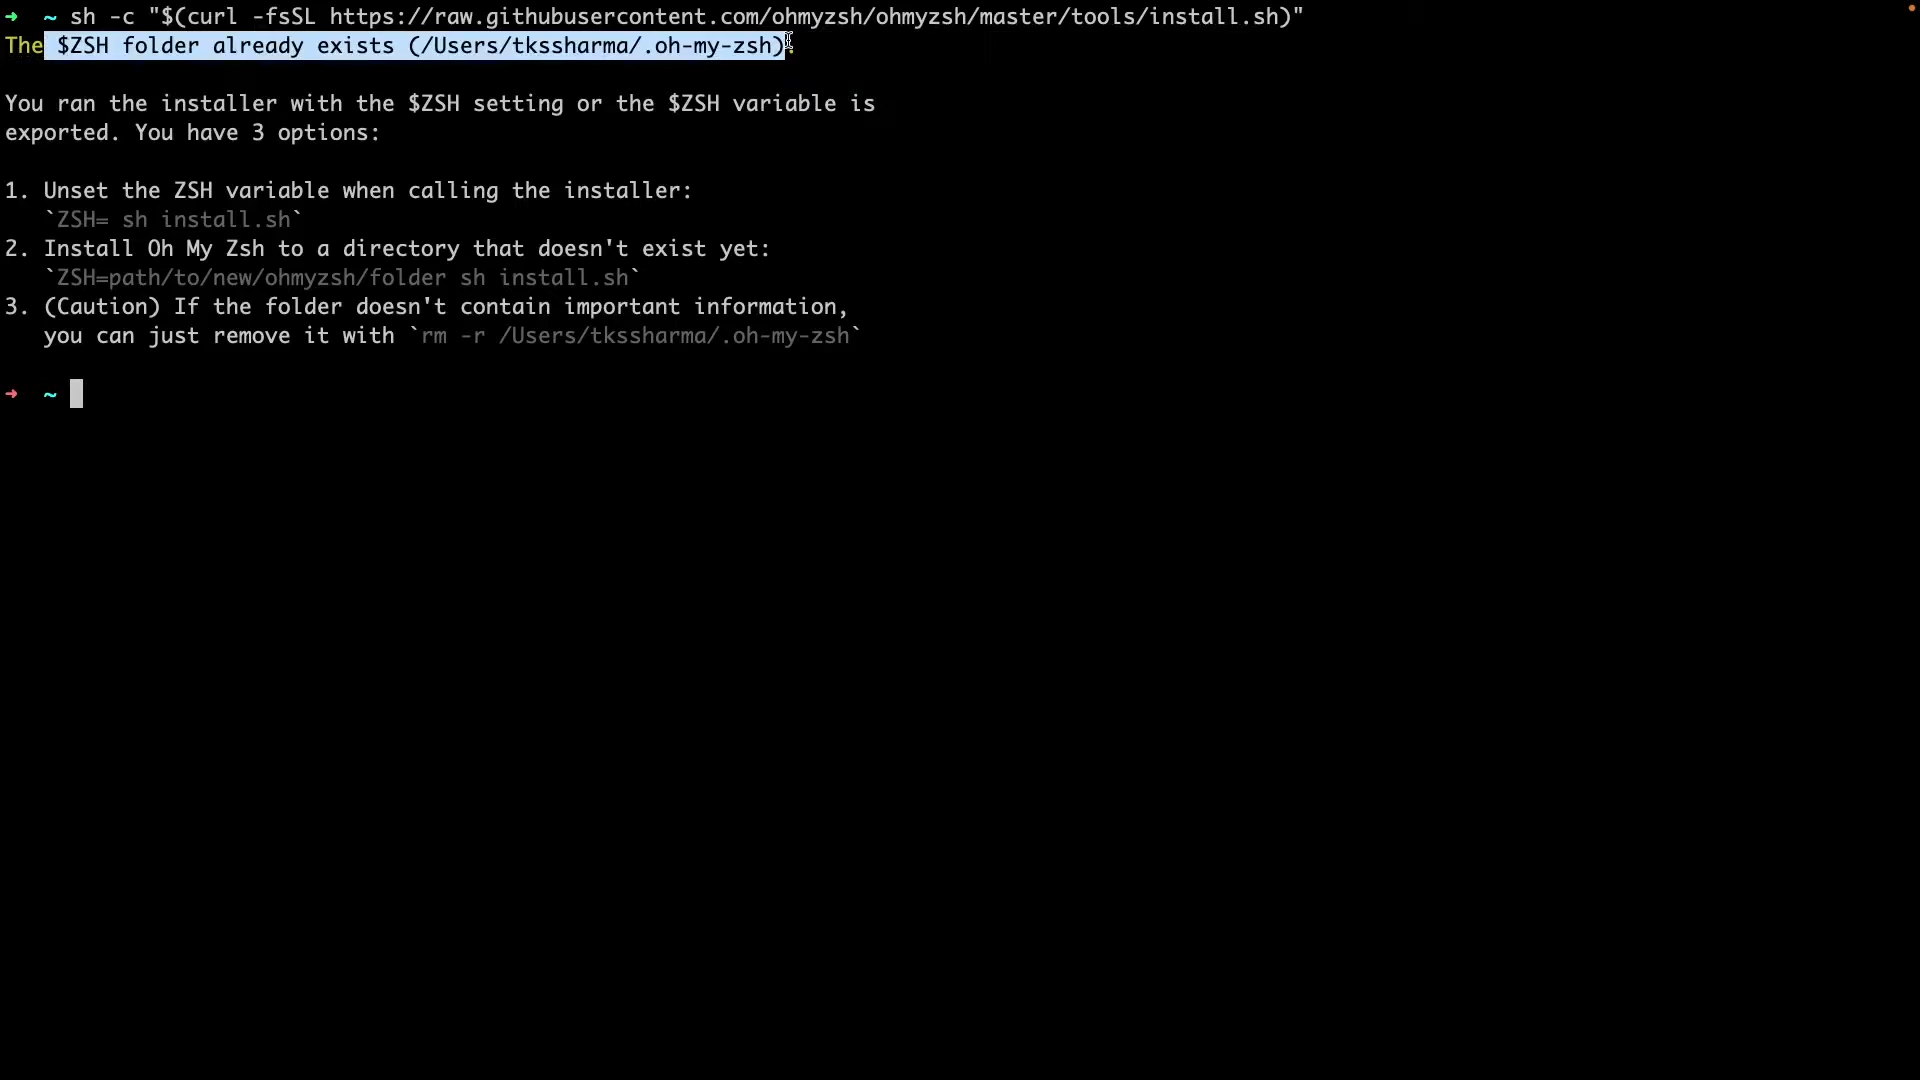 ➜  ~ sh -c "$(curl -fsSL https://raw.githubusercontent.com/ohmyzsh/ohmyzsh/master/tools/install.sh)"
The $ZSH folder already exists (/Users/tkssharma/.oh-my-zsh).
You ran the installer with the $ZSH setting or the $ZSH variable is
exported. You have 3 options:
1. Unset the ZSH variable when calling the installer:
   `ZSH= sh install.sh`
2. Install Oh My Zsh to a directory that doesn't exist yet:
   `ZSH=path/to/new/ohmyzsh/folder sh install.sh`
3. (Caution) If the folder doesn't contain important information,
   you can just remove it with `rm -r /Users/tkssharma/.oh-my-zsh`
➜  ~